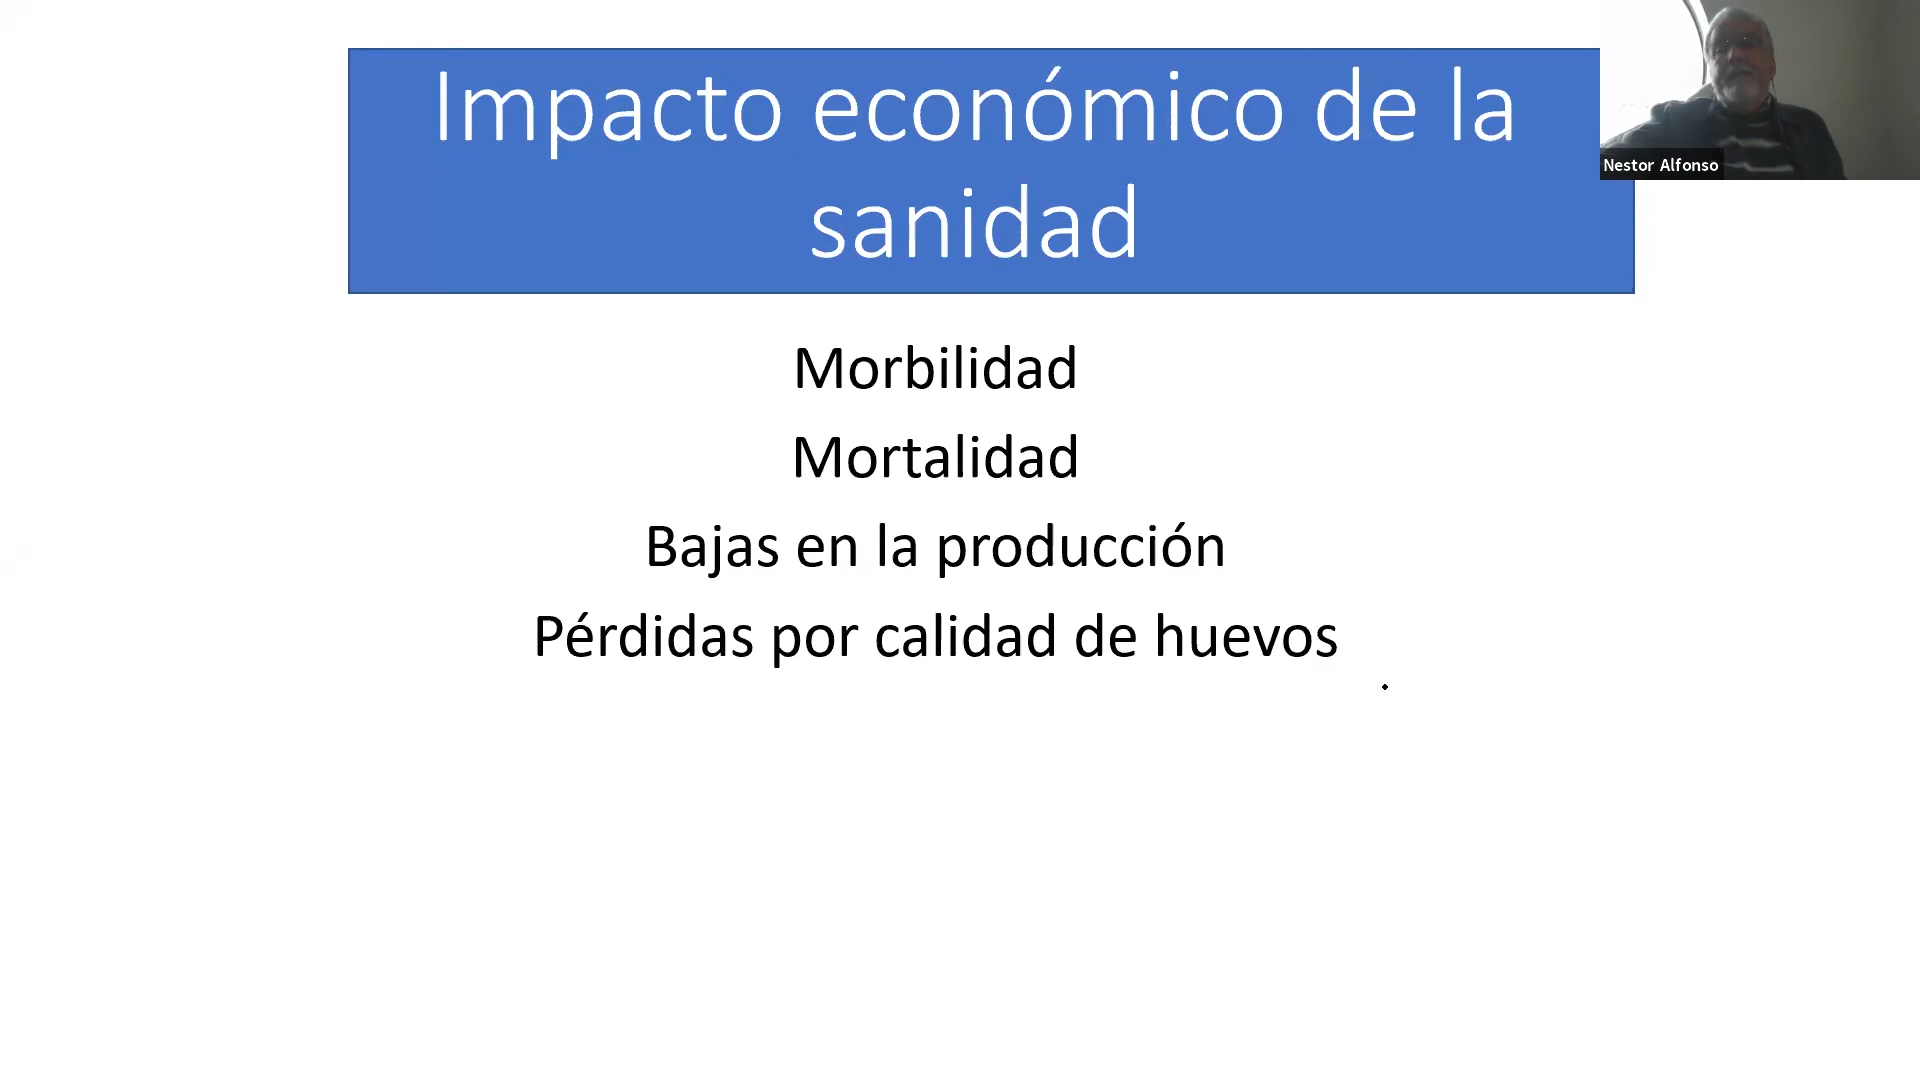 Impacto económico de la
sanidad
Nestor Alfonso
Morbilidad
Mortalidad
Bajas en la producción
Pérdidas por calidad de huevos